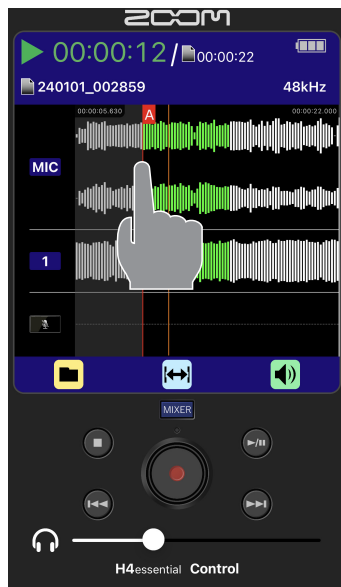 ZOOM
00:00:12/00:00:22
240101_002859 48kHz
00:00:05.630 A 00:00:22.000
MIC
1
MIXER
H4essential Control